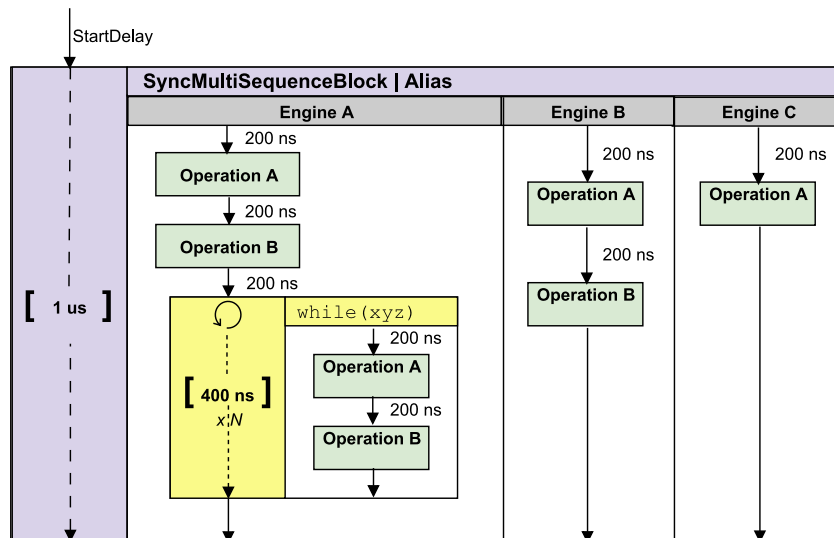 StartDelay
SyncMultiSequenceBlock | Alias
Engine A
Engine B
Engine C
200 ns
Operation A
200 ns
Operation B
200 ns
while(xyz)
200 ns
Operation A
200 ns
Operation B
[ 400 ns ]
x N
200 ns
Operation A
200 ns
Operation B
200 ns
Operation A
[ 1 us ]